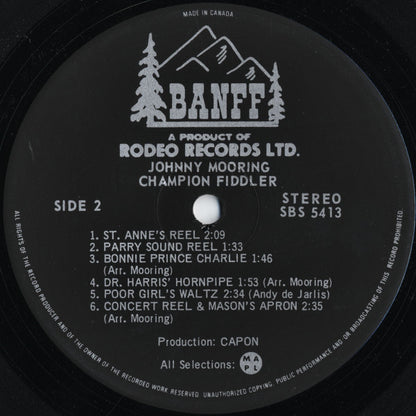 MADE IN CANADA
BANFF
A PRODUCT OF
RODEO RECORDS LTD.
JOHNNY MOORING
CHAMPION FIDDLER
SIDE 2
STEREO
SBS 5413
1. ST. ANNE'S REEL 2:09
2. PARRY SOUND REEL 1:33
3. BONNIE PRINCE CHARLIE 1:46
(Arr. Mooring)
4. DR. HARRIS' HORNPIPE 1:53 (Arr. Mooring)
5. POOR GIRL'S WALTZ 2:34 (Andy de Jarlis)
6. CONCERT REEL & MASON'S APRON 2:35
(Arr. Mooring)
Production: CAPON
All Selections: MAPL
ALL RIGHTS OF THE RECORD PRODUCER AND OF THE OWNER OF THE RECORDED WORK RESERVED. UNAUTHORIZED COPYING, PUBLIC PERFORMANCE AND OR BROADCASTING OF THIS RECORD PROHIBITED